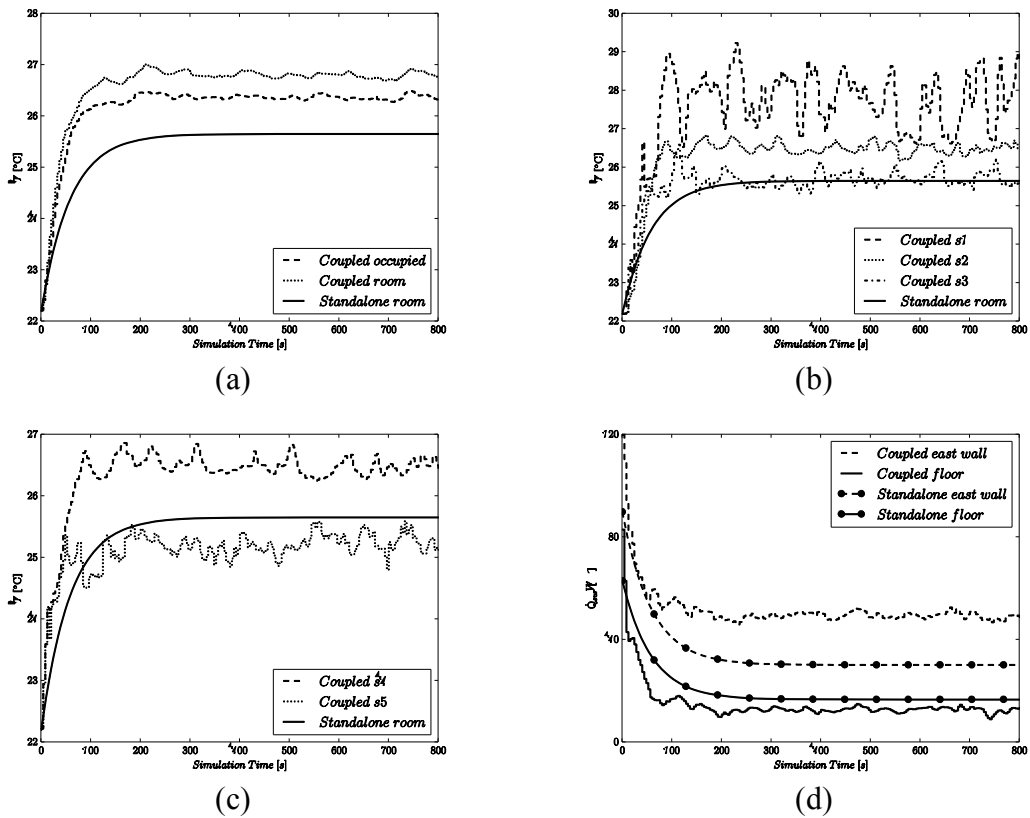 28
27
26
25
24
23
22
0 100 200 300 400 500 600 700 800
Simulation Time [s]
T [°C]
Coupled occupied
Coupled room
Standalone room
(a)
30
29
28
27
26
25
24
23
22
0 100 200 300 400 500 600 700 800
Simulation Time [s]
T [°C]
Coupled s1
Coupled s2
Coupled s3
Standalone room
(b)
27
26
25
24
23
22
0 100 200 300 400 500 600 700 800
Simulation Time [s]
T [°C]
Coupled s4
Coupled s5
Standalone room
(c)
120
80
40
0
0 100 200 300 400 500 600 700 800
Simulation Time [s]
Coupled east wall
Coupled floor
Standalone east wall
Standalone floor
(d)